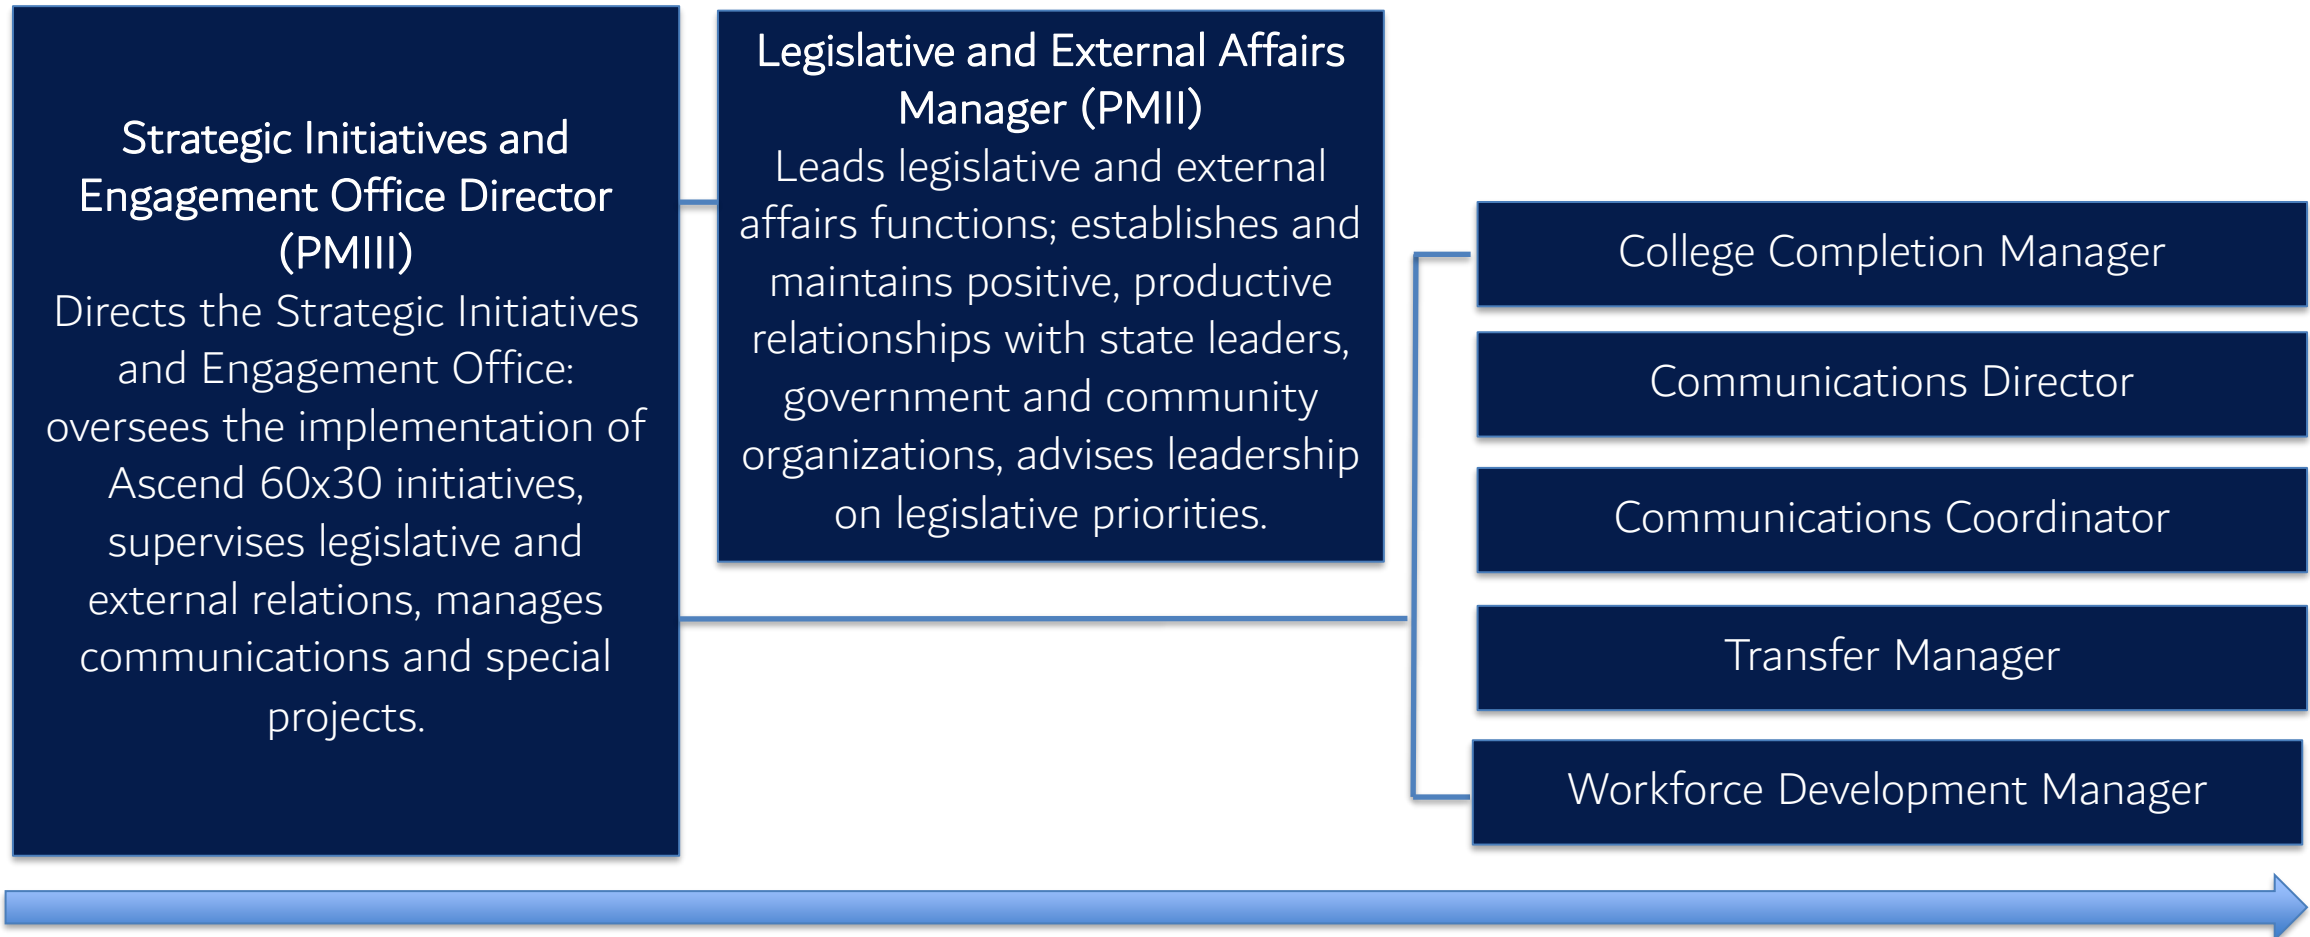 Strategic Initiatives and
Engagement Office Director
(PMIII)
Directs the Strategic Initiatives
and Engagement Office:
oversees the implementation of
Ascend 60x30 initiatives,
supervises legislative and
external relations, manages
communications and special
projects.
Legislative and External Affairs
Manager (PMII)
Leads legislative and external
affairs functions; establishes and
maintains positive, productive
relationships with state leaders,
government and community
organizations, advises leadership
on legislative priorities.
College Completion Manager
Communications Director
Communications Coordinator
Transfer Manager
Workforce Development Manager